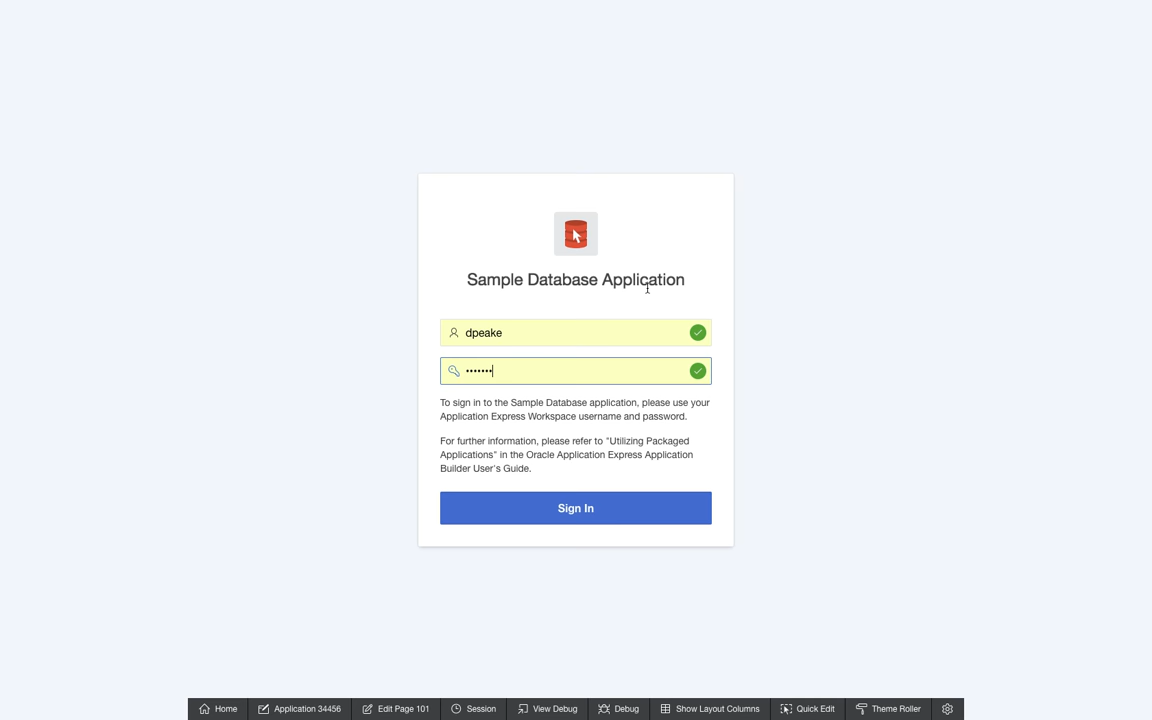 Sample Database Application
dpeake
•••••••
To sign in to the Sample Database application, please use your
Application Express Workspace username and password.
For further information, please refer to "Utilizing Packaged
Applications" in the Oracle Application Express Application
Builder User's Guide.
Sign In
Home Application 34456 Edit Page 101 Session View Debug Debug Show Layout Columns Quick Edit Theme Roller